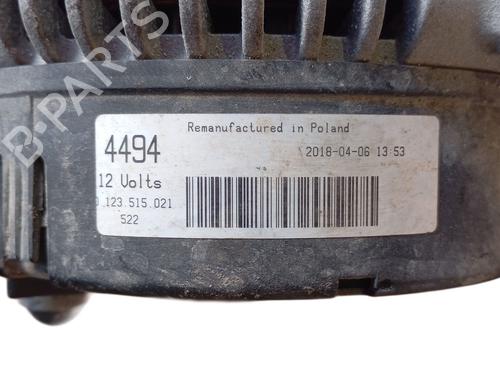 Remanufactured in Poland
4494
2018-04-06 13:53
12 Volts
0.123.515.021
522
B-PARTS